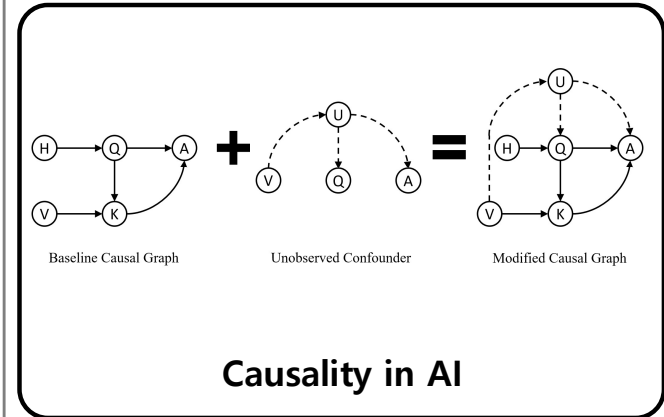 U
U
H Q A + V Q A = H Q A
V K
V K
Baseline Causal Graph
Unobserved Confounder
Modified Causal Graph
Causality in AI